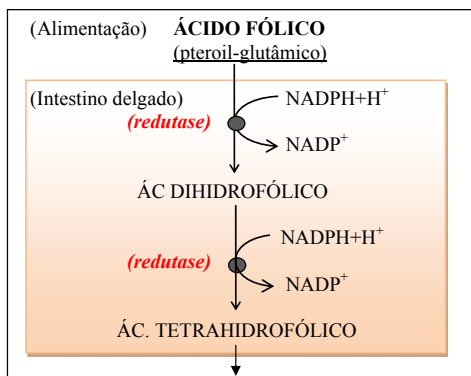 (Alimentação) ÁCIDO FÓLICO
(pteroil-glutâmico)
(Intestino delgado)
NADPH+H⁺
(redutase)
NADP⁺
ÁC DIHIDROFÓLICO
NADPH+H⁺
(redutase)
NADP⁺
ÁC. TETRAHIDROFÓLICO